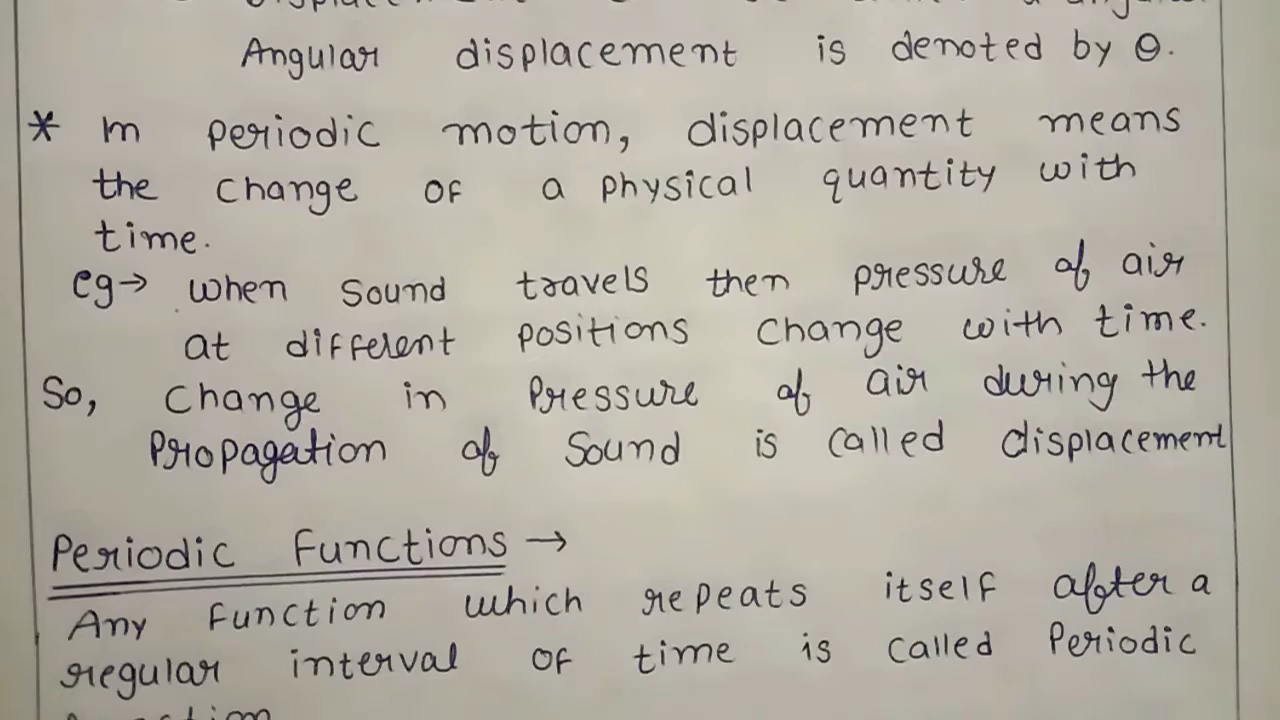 Angular displacement is denoted by θ.
* In periodic motion, displacement means
the change of a physical quantity with
time.
eg→ when sound travels then pressure of air
at different positions change with time.
So, change in Pressure of air during the
Propagation of Sound is called displacement
Periodic Functions →
Any function which repeats itself after a
regular interval of time is called Periodic